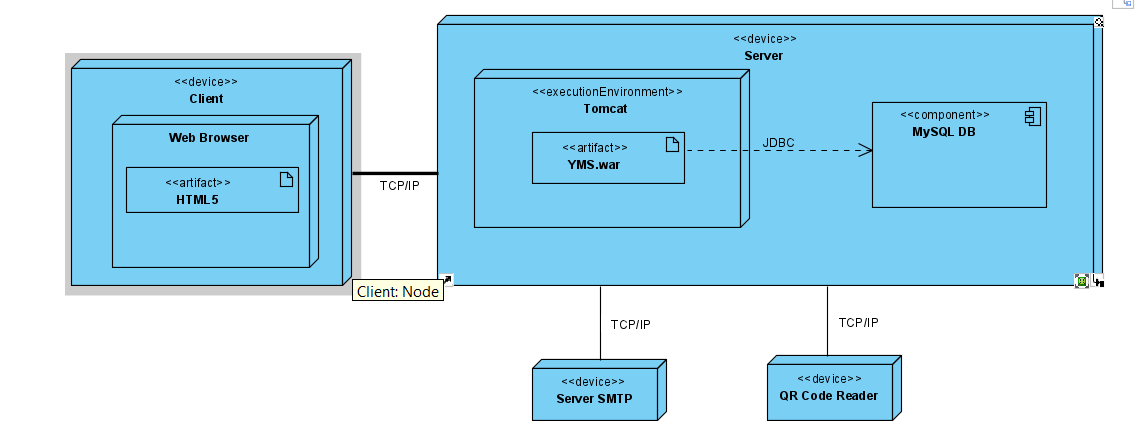 <<device>>
Client
Web Browser
<<artifact>>
HTML5
TCP/IP
Client: Node
<<device>>
Server
<<executionEnvironment>>
Tomcat
<<artifact>>
YMS.war
JDBC
<<component>>
MySQL DB
TCP/IP
TCP/IP
<<device>>
Server SMTP
<<device>>
QR Code Reader